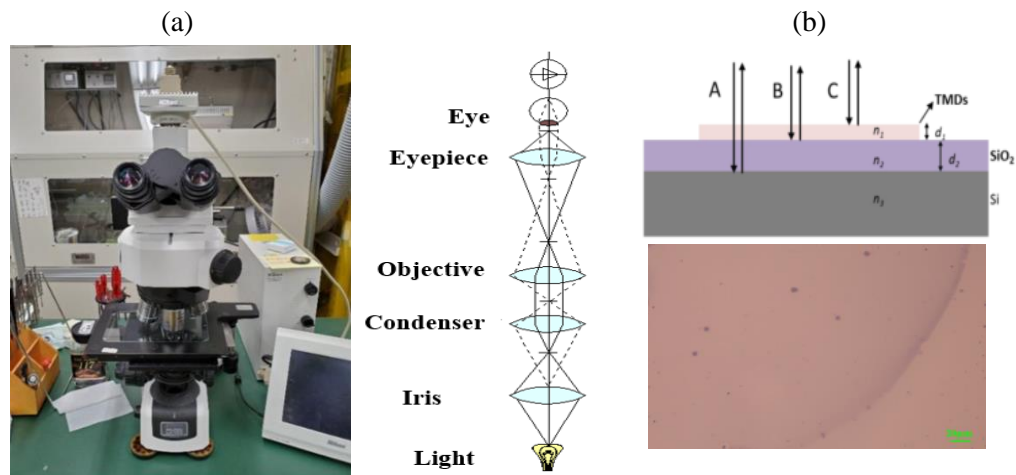 (a)
(b)
Eye
Eyepiece
Objective
Condenser
Iris
Light
A
B
C
TMDs
n1
d1
n2
d2
SiO2
n3
Si